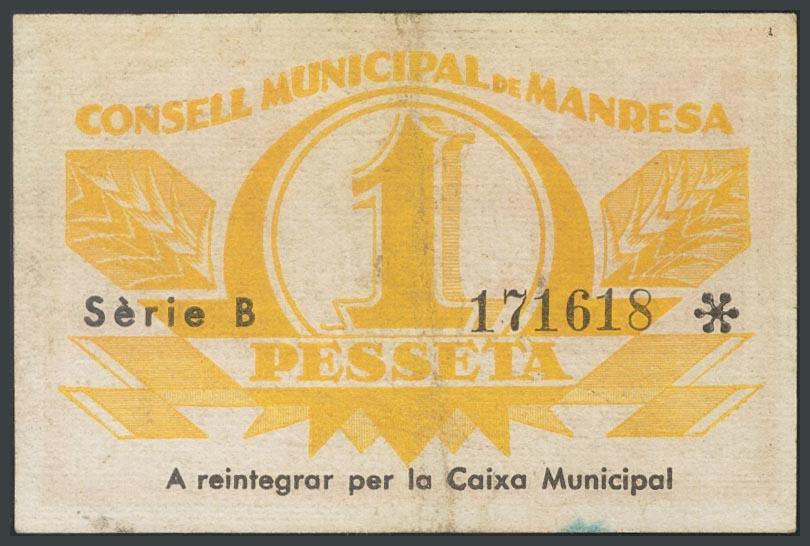 CONSELL MUNICIPAL DE MANRESA
1
Sèrie B 171618 *
PESSETA
A reintegrar per la Caixa Municipal